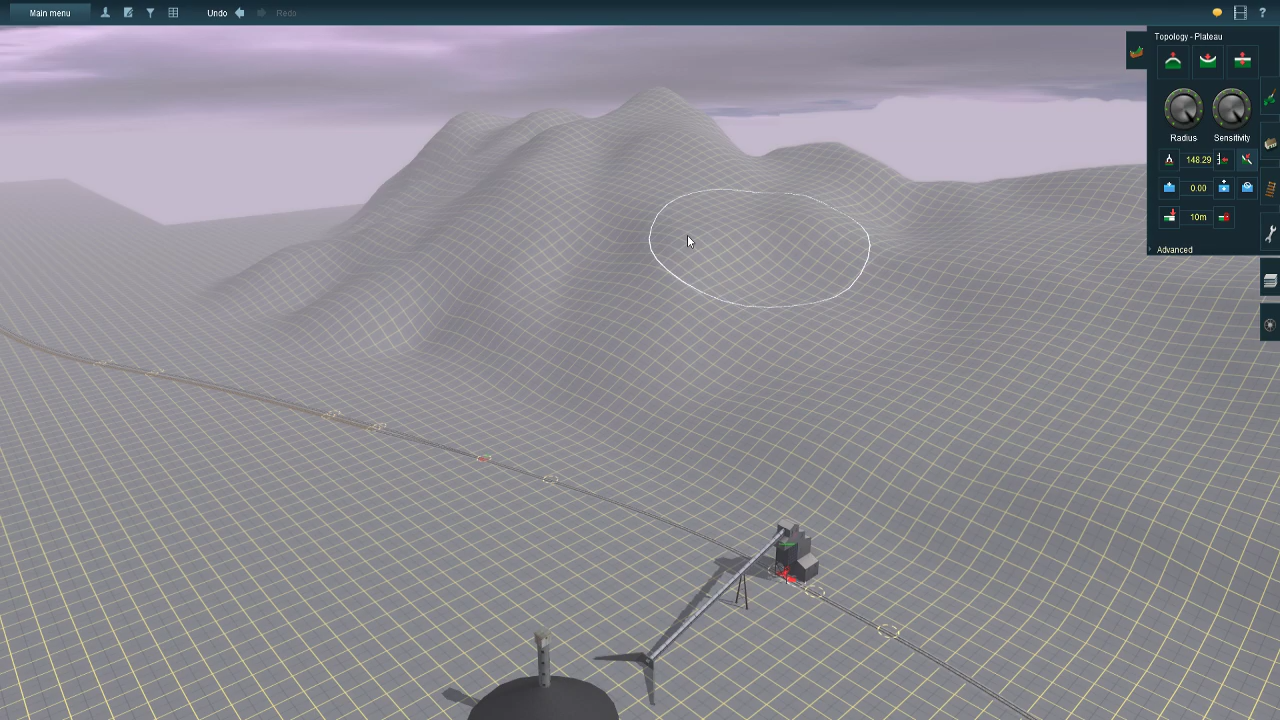 Main menu
Undo
Redo
?
Topology - Plateau
Radius
Sensitivity
148.29
0.00
10m
Advanced